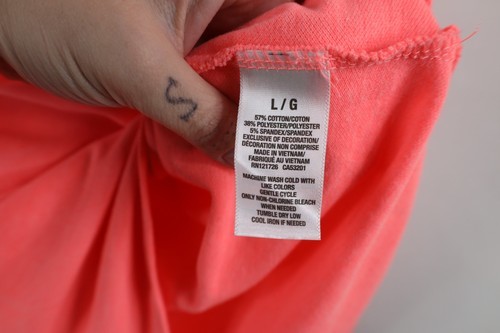 S
L/G
57% COTTON/COTON
38% POLYESTER/POLYESTER
5% SPANDEX/SPANDEX
EXCLUSIVE OF DECORATION/
DÉCORATION NON COMPRISE
MADE IN VIETNAM/
FABRIQUÉ AU VIETNAM
RN121726 CA53201
MACHINE WASH COLD WITH
LIKE COLORS
GENTLE CYCLE
ONLY NON-CHLORINE BLEACH
WHEN NEEDED
TUMBLE DRY LOW
COOL IRON IF NEEDED